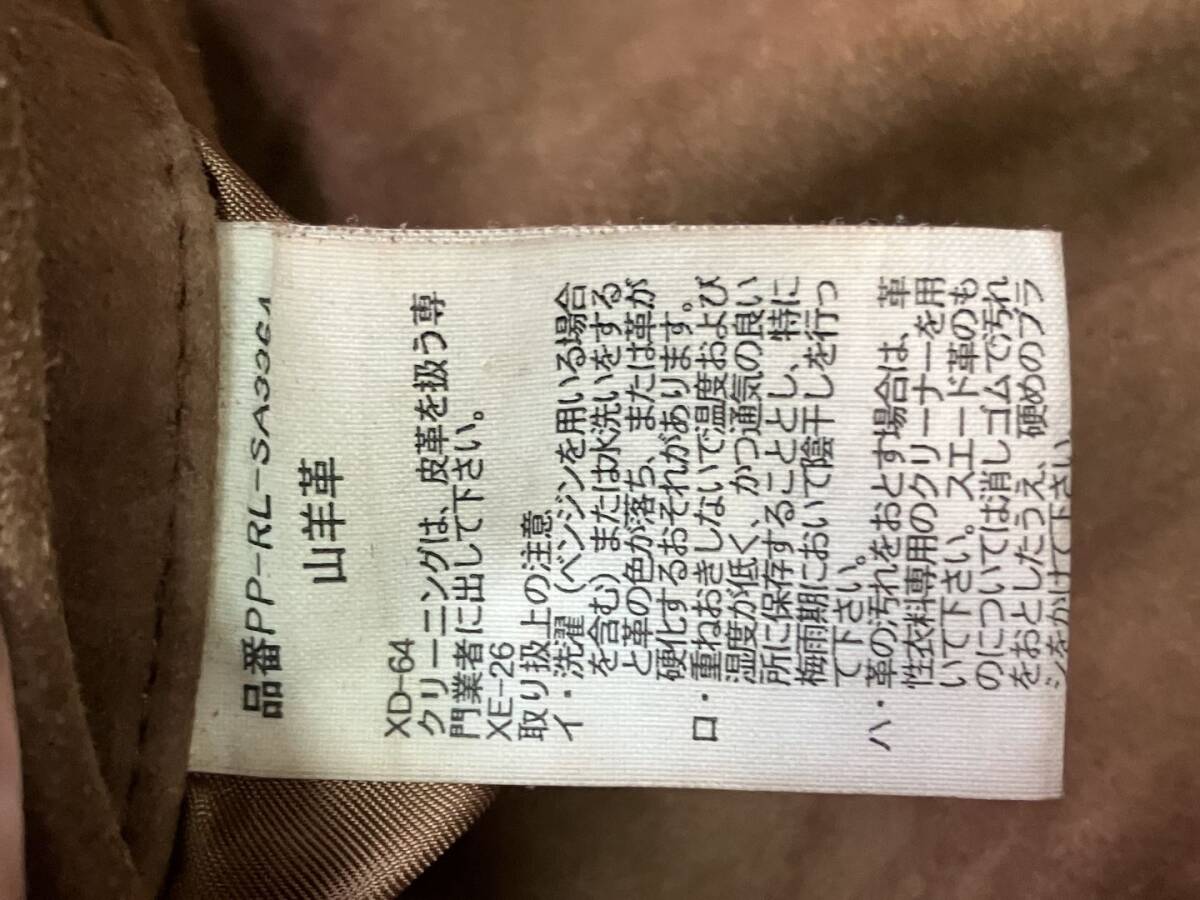 品番PP-RL-SA3361
山羊革
XD-64
クリーニングは、皮革を扱う専
門業者に出して下さい。
XE-26
取り扱上の注意
イ・洗濯（ベンジンを用いる場合
を含む）または水洗いをする
と革の色が落ち、または革が
硬化するおそれがあります。
ロ・重ねおきしないで温度および
湿度が低く、かつ通気の良い
所に保存することとし、特に
梅雨期において陰干しを行っ
て下さい。
ハ・革の汚れをおとす場合は、革
性衣料専用のクリーナーを用
いて下さい。スエード革のも
のについては消しゴムで汚れ
をおとしたうえ、硬めのブラ
シをかけて下さい